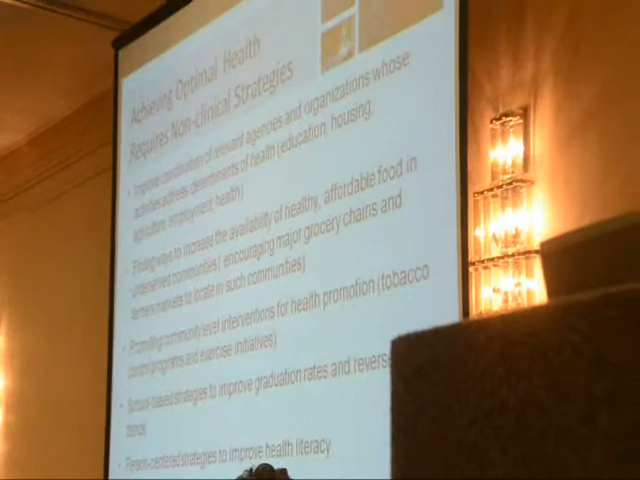 Achieving Optimal Health
Requires Non-clinical Strategies
• Improve coordination of relevant agencies and organizations whose
activities address determinants of health (education, housing,
agriculture, employment, health)
• Finding ways to increase the availability of healthy, affordable food in
underserved communities ( encouraging major grocery chains and
farmers markets to locate in such communities)
• Promoting community level interventions for health promotion (tobacco
control programs and exercise initiatives)
• School-based strategies to improve graduation rates and reverse
trends
• Person-centered strategies to improve health literacy